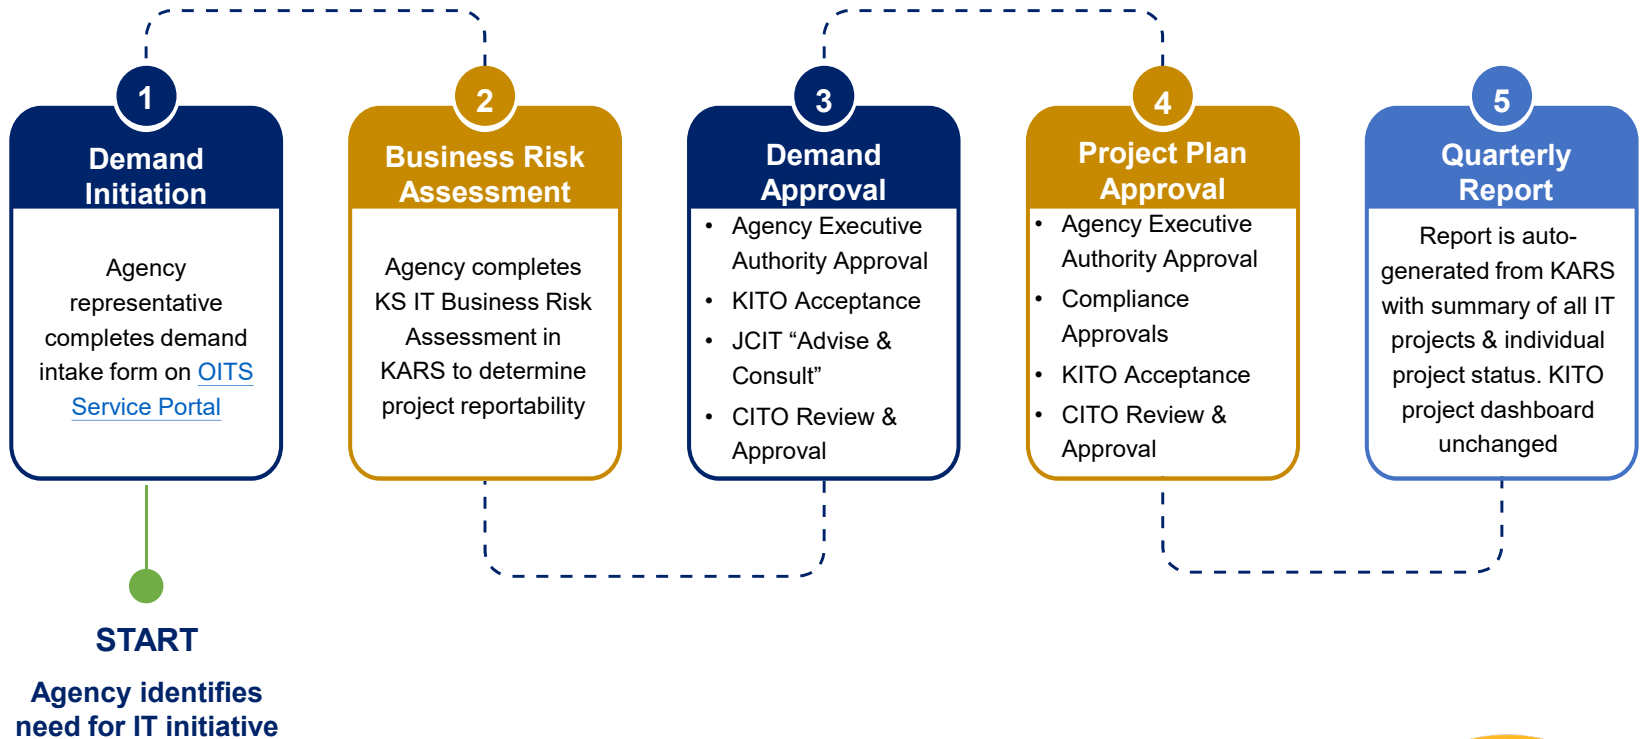 1
Demand
Initiation
Agency
representative
completes demand
intake form on OITS
Service Portal
2
Business Risk
Assessment
Agency completes
KS IT Business Risk
Assessment in
KARS to determine
project reportability
3
Demand
Approval
• Agency Executive
Authority Approval
• KITO Acceptance
• JCIT “Advise &
Consult”
• CITO Review &
Approval
4
Project Plan
Approval
• Agency Executive
Authority Approval
• Compliance
Approvals
• KITO Acceptance
• CITO Review &
Approval
5
Quarterly
Report
Report is auto-
generated from KARS
with summary of all IT
projects & individual
project status. KITO
project dashboard
unchanged
START
Agency identifies
need for IT initiative